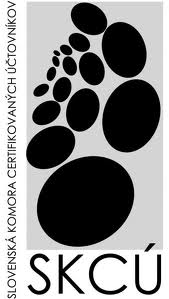 SLOVENSKÁ KOMORA CERTIFIKOVANÝCH ÚČTOVNÍKOV
SKCÚ